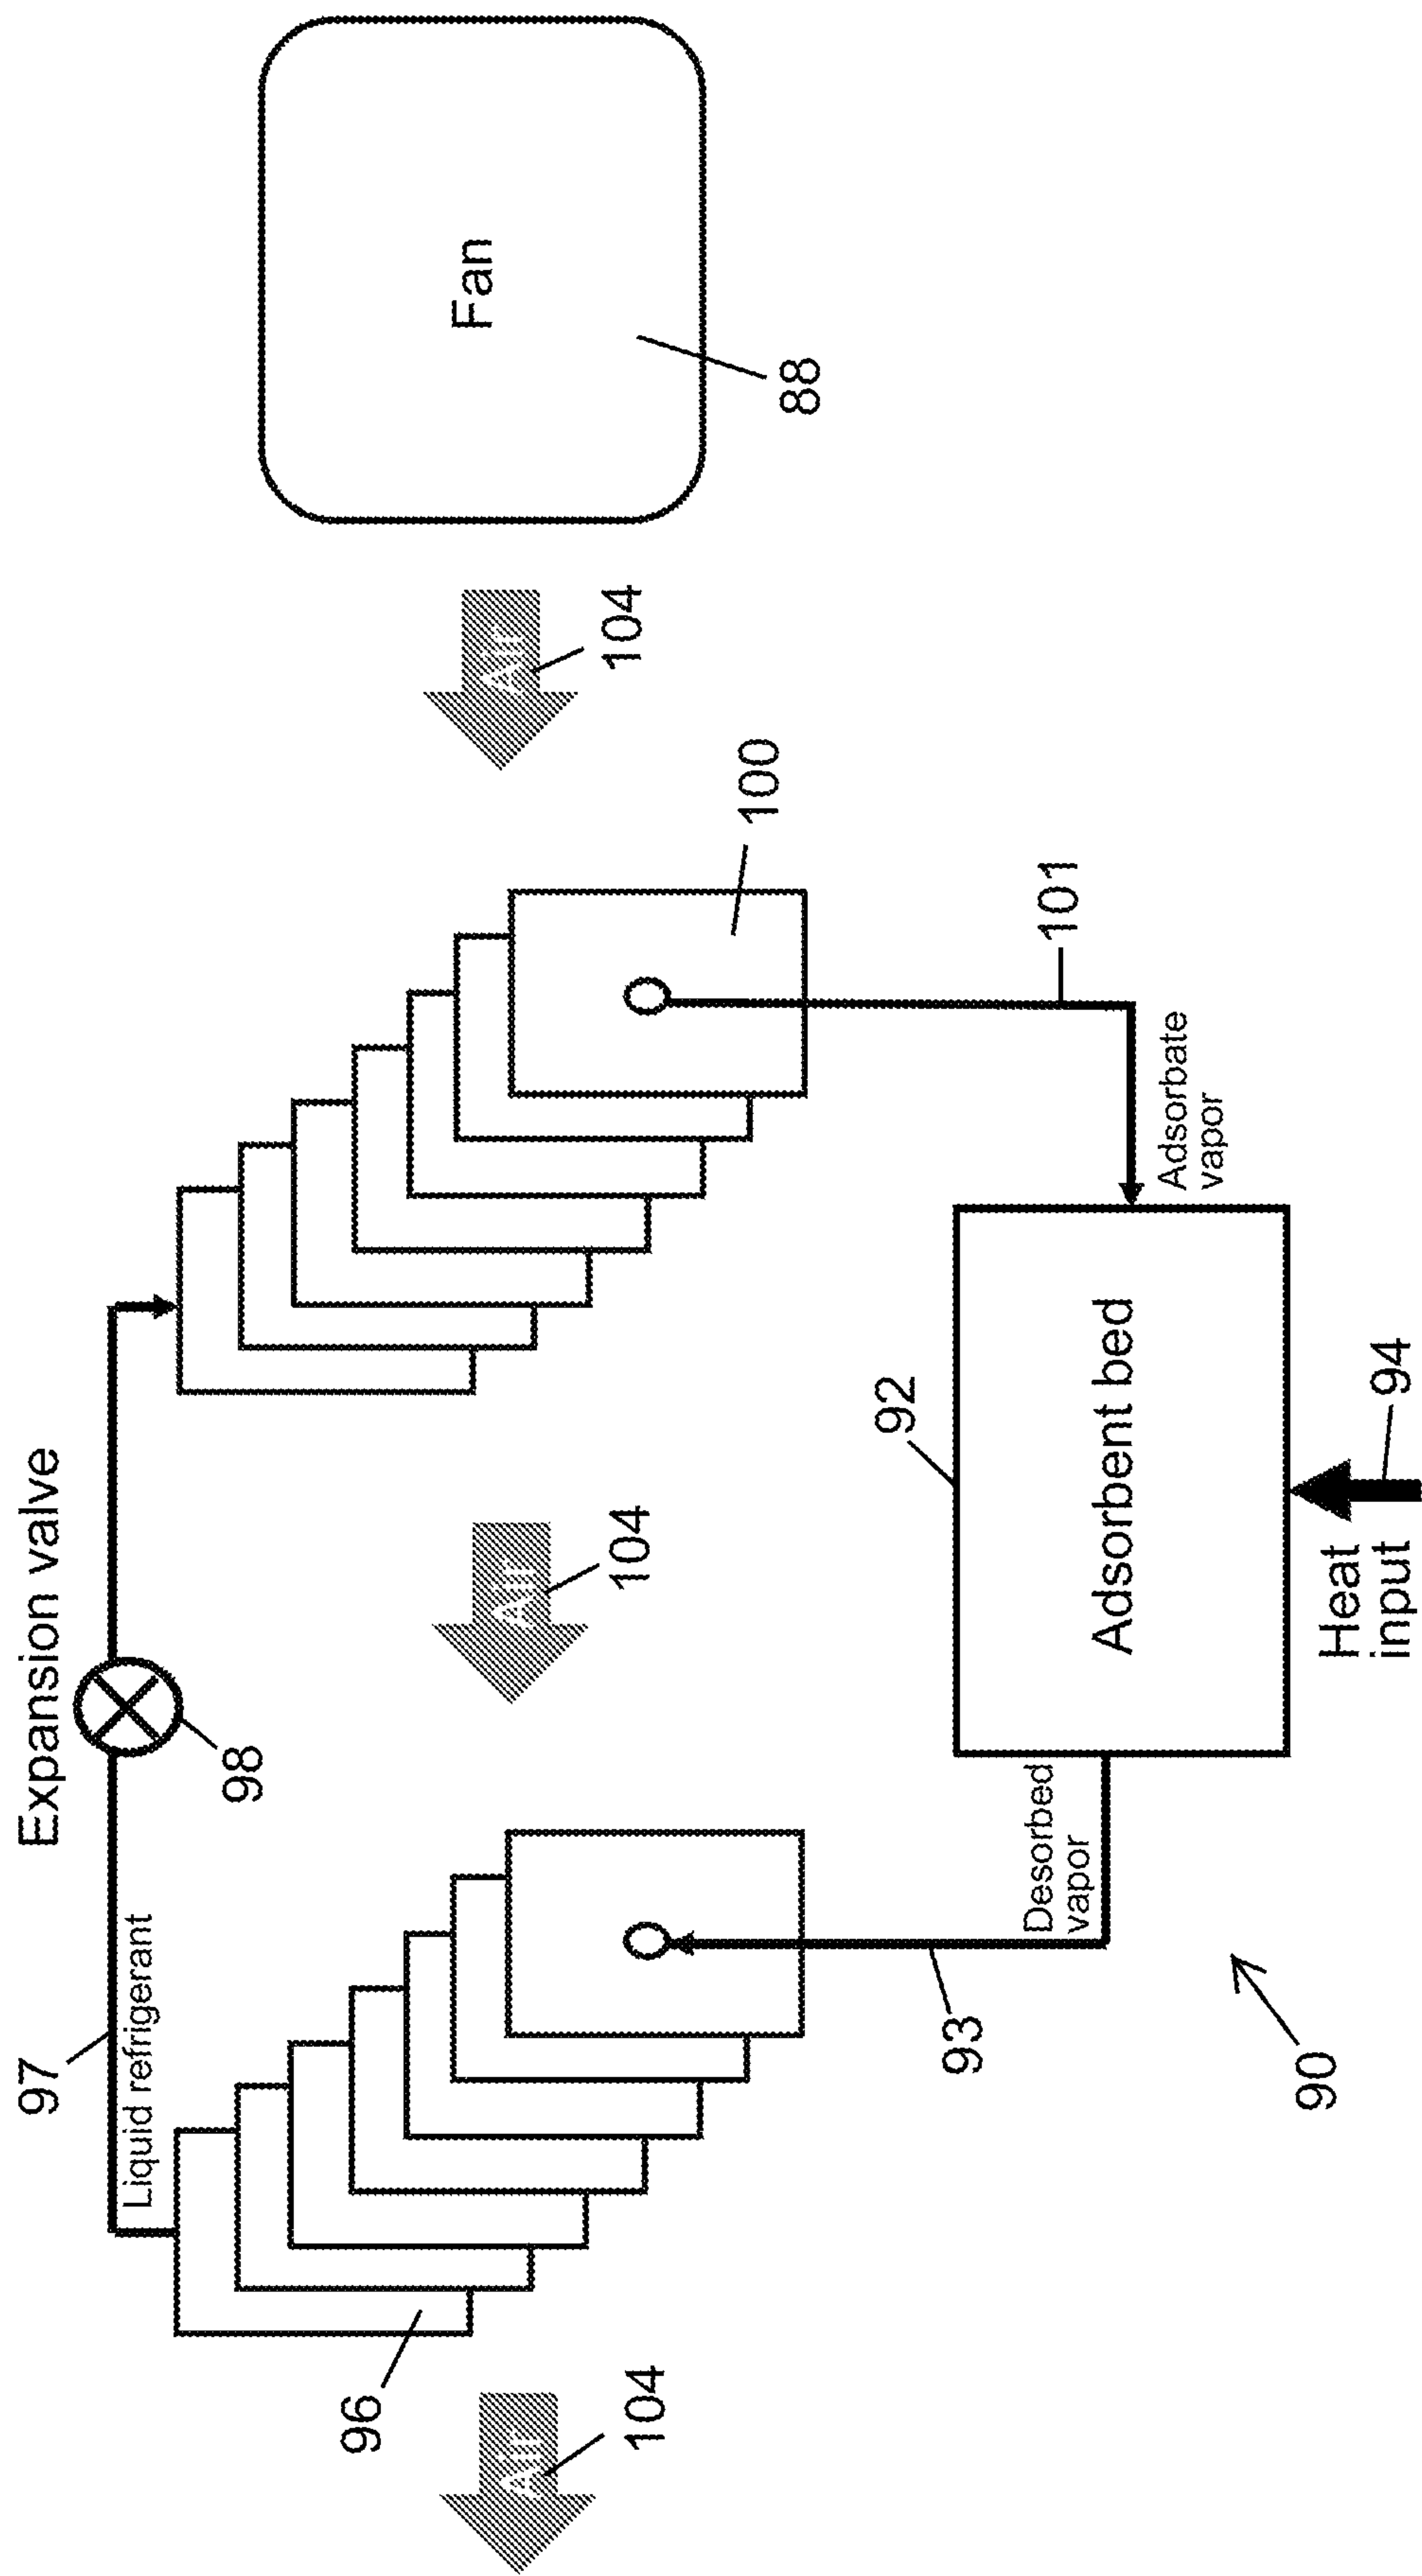 Expansion valve
97
Liquid refrigerant
98
96
Air
104
Air
104
Air
104
Fan
88
100
93
Desorbed
vapor
92
Adsorbent bed
101
Adsorbate
vapor
90
Heat
input
94